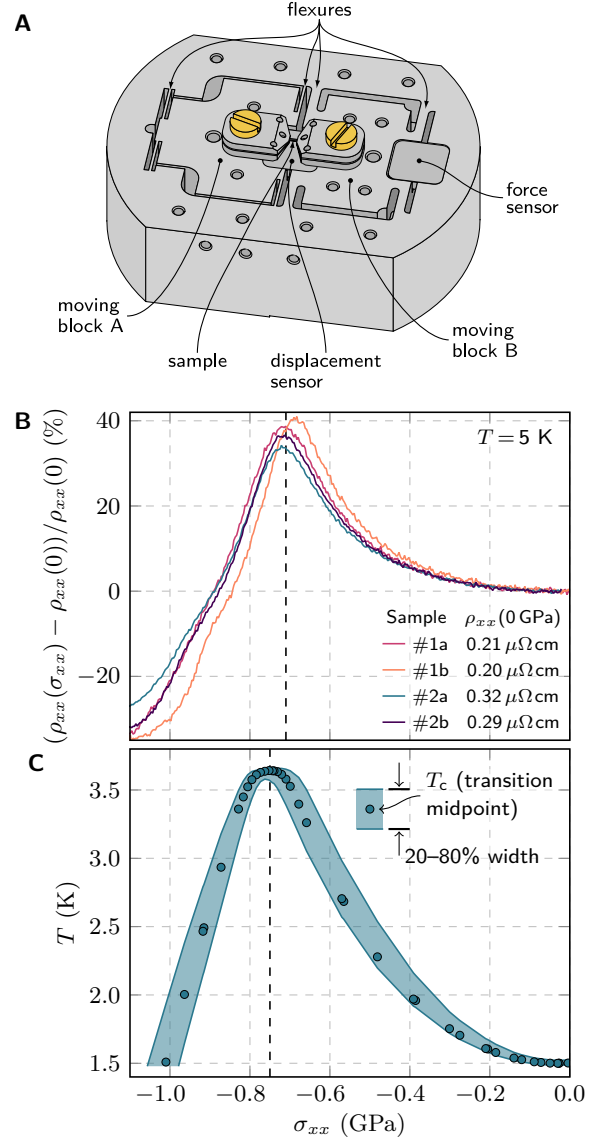 A
flexures
force
sensor
moving
block A
sample
displacement
sensor
moving
block B
B
(ρxx(σxx) − ρxx(0))/ρxx(0) (%)
40
20
0
−20
T = 5 K
Sample ρxx(0 GPa)
#1a 0.21 μΩcm
#1b 0.20 μΩcm
#2a 0.32 μΩcm
#2b 0.29 μΩcm
C
T (K)
3.5
3.0
2.5
2.0
1.5
Tc (transition
midpoint)
20–80% width
−1.0 −0.8 −0.6 −0.4 −0.2 0.0
σxx (GPa)